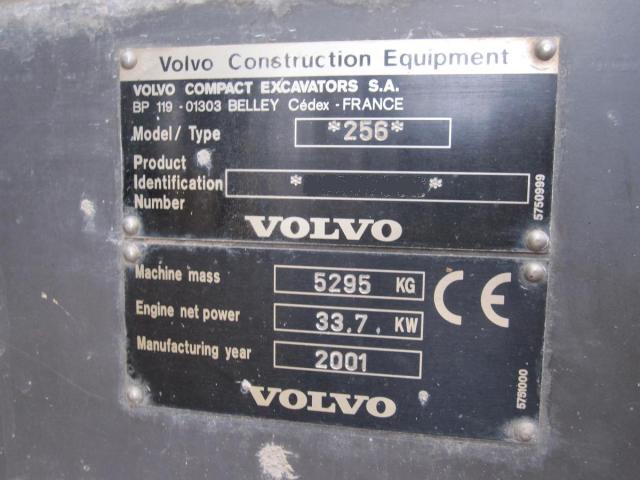 Volvo Construction Equipment
VOLVO COMPACT EXCAVATORS S.A.
BP 119 - 01303 BELLEY Cédex - FRANCE
Model / Type *256*
Product
Identification * *
Number
5750999
VOLVO
Machine mass 5295 KG
Engine net power 33.7 KW
Manufacturing year 2001
CE
5751000
VOLVO